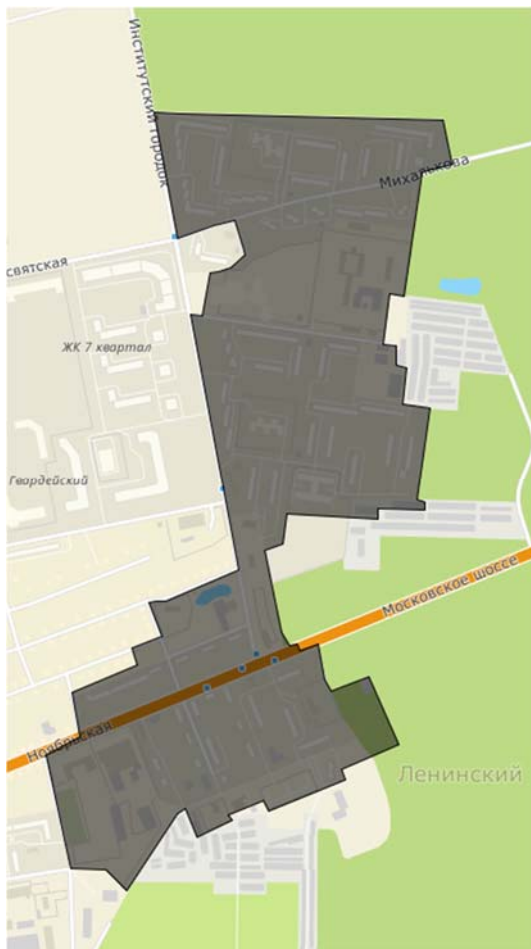 Институтский городок
Михалькова
святская
ЖК 7 квартал
Гвардейский
Московское шоссе
Ноябрьская
Ленинский